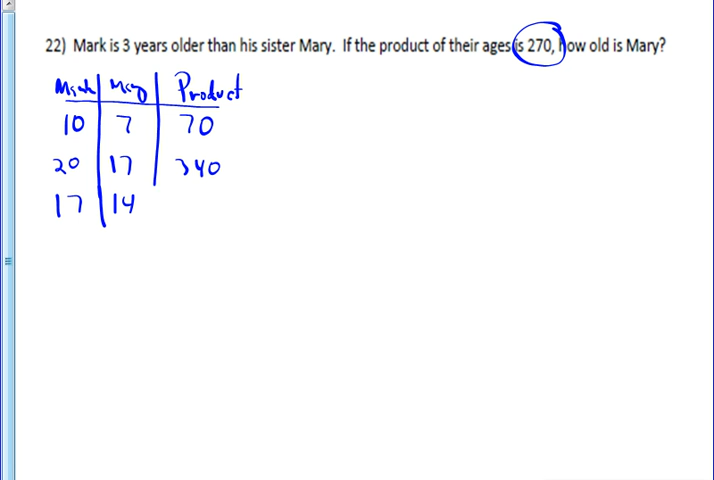 22) Mark is 3 years older than his sister Mary. If the product of their ages is 270, how old is Mary?
Mark Mary Product
10 7 70
20 17 340
17 14